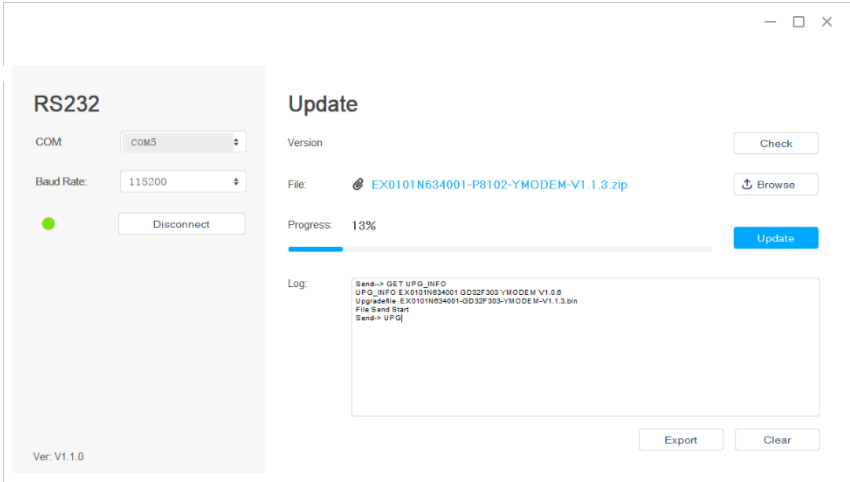 RS232
COM:
COM5
Baud Rate:
115200
Disconnect
Ver: V1.1.0
Update
Version
Check
File:
EX0101N634001-P8102-YMODEM-V1.1.3.zip
Browse
Progress:
13%
Update
Log:
Send--> GET UPG_INFO
UPG_INFO EX0101N634001 GD32F303 YMODEM V1.0.6
Upgradefile :EX0101N634001-GD32F303-YMODEM-V1.1.3.bin
File Send Start
Send-> UPG
Export
Clear